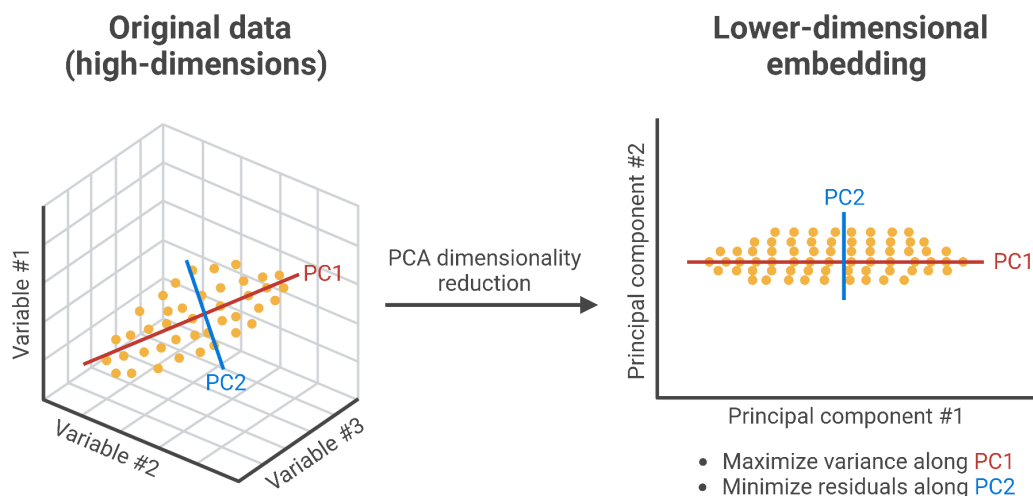 Original data
(high-dimensions)
Lower-dimensional
embedding
Variable #1
Variable #2
Variable #3
PC1
PC2
PCA dimensionality
reduction
Principal component #2
PC2
PC1
Principal component #1
• Maximize variance along PC1
• Minimize residuals along PC2